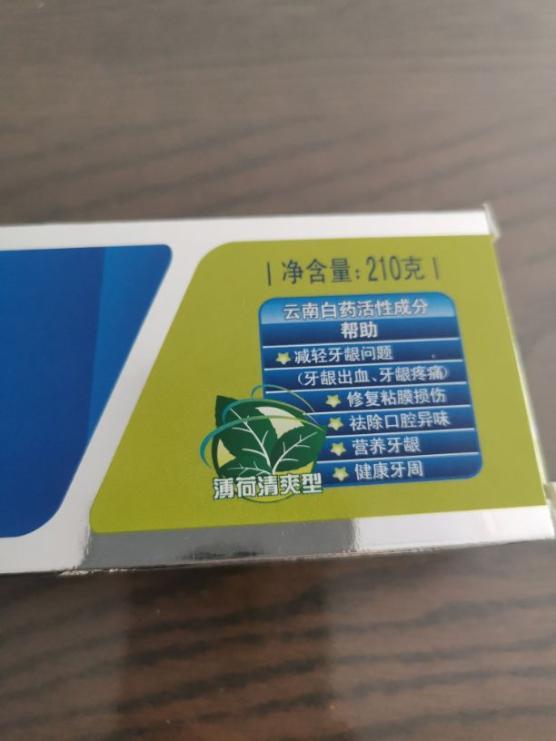 净含量:210克
云南白药活性成分
帮助
减轻牙龈问题
(牙龈出血、牙龈疼痛)
修复粘膜损伤
祛除口腔异味
营养牙龈
健康牙周
薄荷清爽型